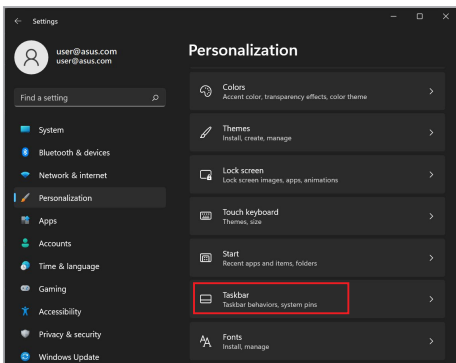 Settings
user@asus.com
user@asus.com
Find a setting
System
Bluetooth & devices
Network & internet
Personalization
Apps
Accounts
Time & language
Gaming
Accessibility
Privacy & security
Windows Update
Personalization
Colors
Accent color, transparency effects, color theme
Themes
Install, create, manage
Lock screen
Lock screen images, apps, animations
Touch keyboard
Themes, size
Start
Recent apps and items, folders
Taskbar
Taskbar behaviors, system pins
Fonts
Install, manage